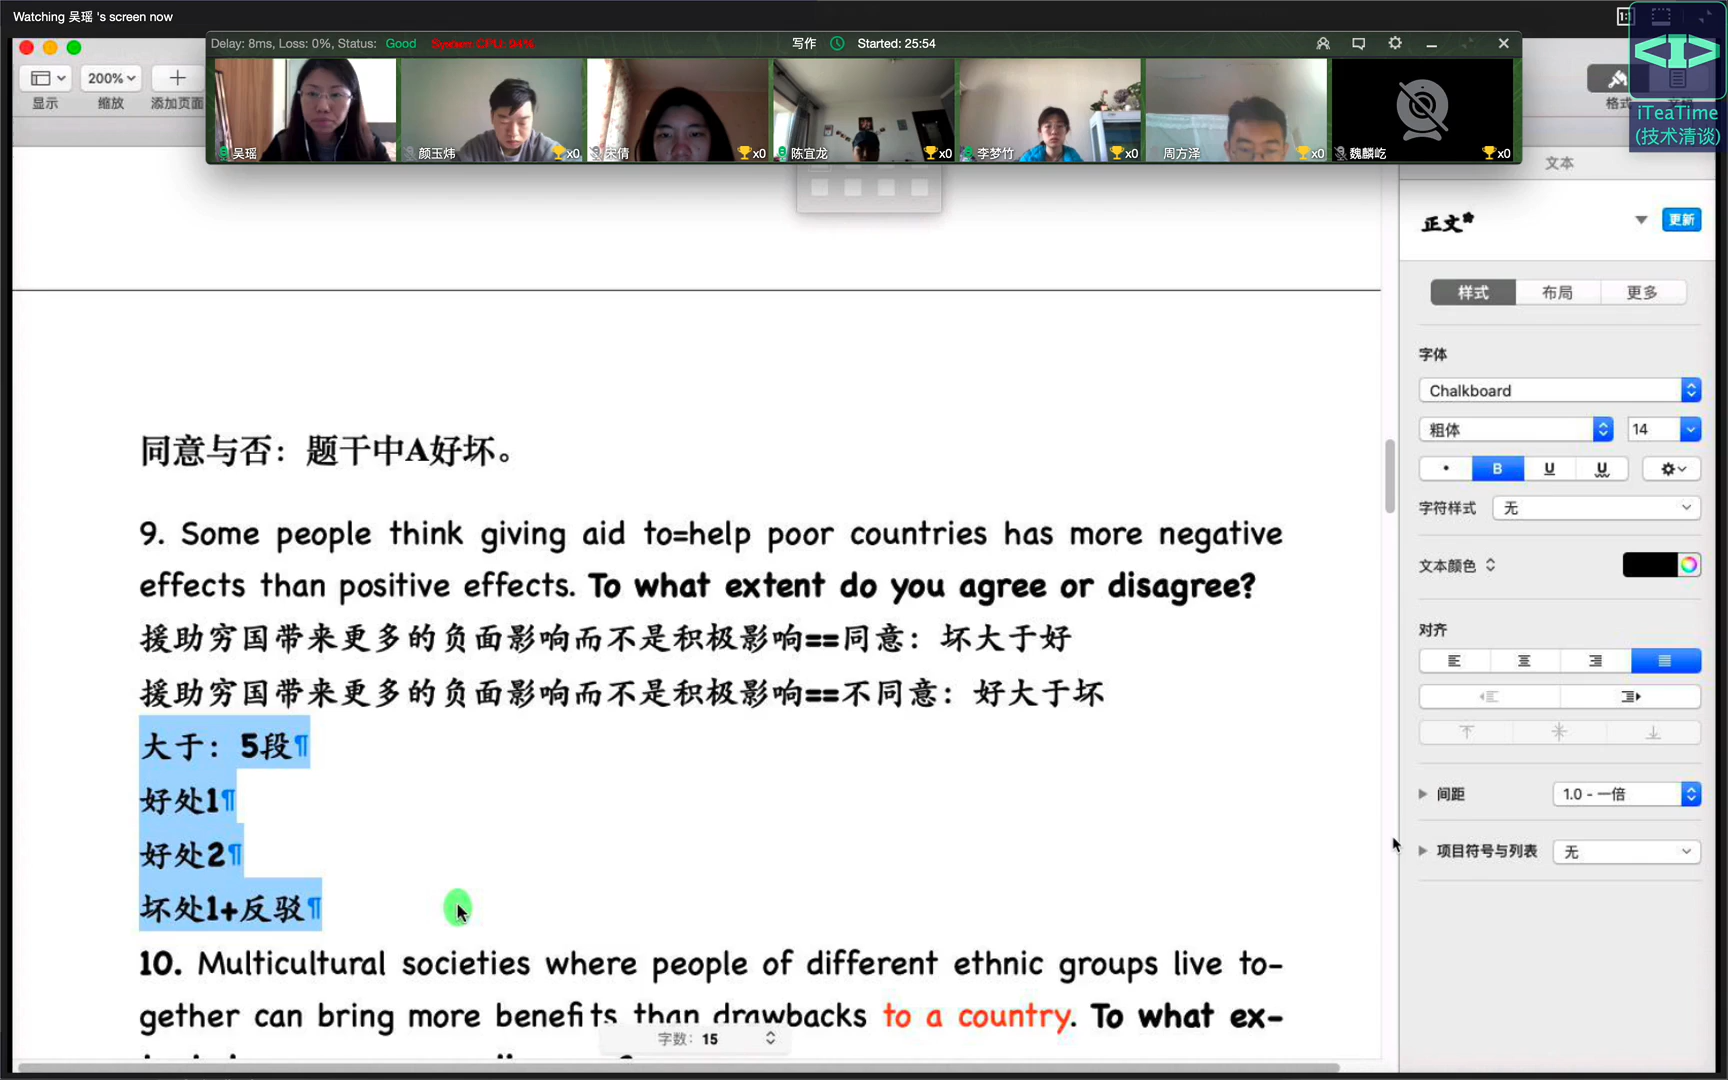 Watching 吴瑶 's screen now
Delay: 8ms, Loss: 0%, Status: Good System CPU: 94%
写作 Started: 25:54
200%
显示 缩放 添加页面
吴瑶 颜玉炜 x0 宋倩 x0 陈宜龙 x0 李梦竹 x0 周方泽 x0 魏麟屹 x0
iTeaTime
(技术清谈)
文本
正文*
更新
样式 布局 更多
字体
Chalkboard
粗体 14
B U U
字符样式 无
文本颜色
对齐
间距 1.0 - 一倍
项目符号与列表 无
同意与否：题干中A好坏。
9. Some people think giving aid to=help poor countries has more negative
effects than positive effects. To what extent do you agree or disagree?
援助穷国带来更多的负面影响而不是积极影响==同意：坏大于好
援助穷国带来更多的负面影响而不是积极影响==不同意：好大于坏
大于：5段¶
好处1¶
好处2¶
坏处1+反驳¶
10. Multicultural societies where people of different ethnic groups live to-
gether can bring more benefits than drawbacks to a country. To what ex-
字数： 15